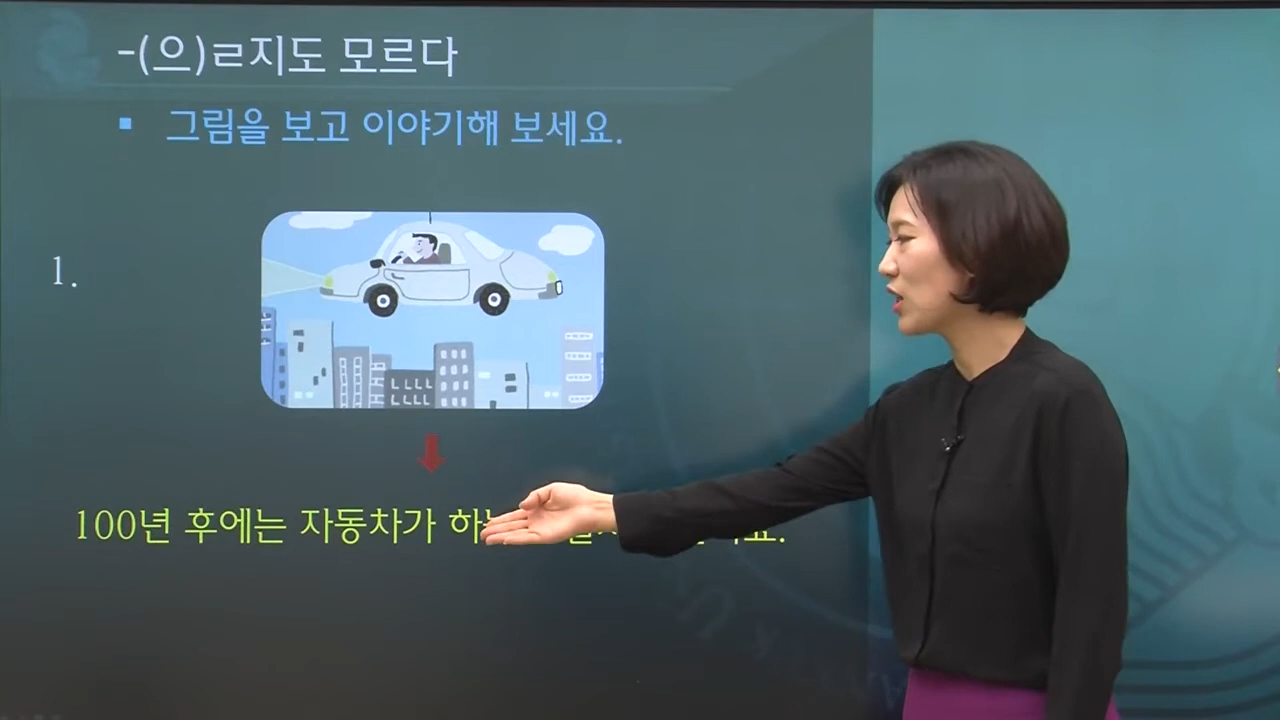 -(으)ㄹ지도 모르다
▪ 그림을 보고 이야기해 보세요.
1.
100년 후에는 자동차가